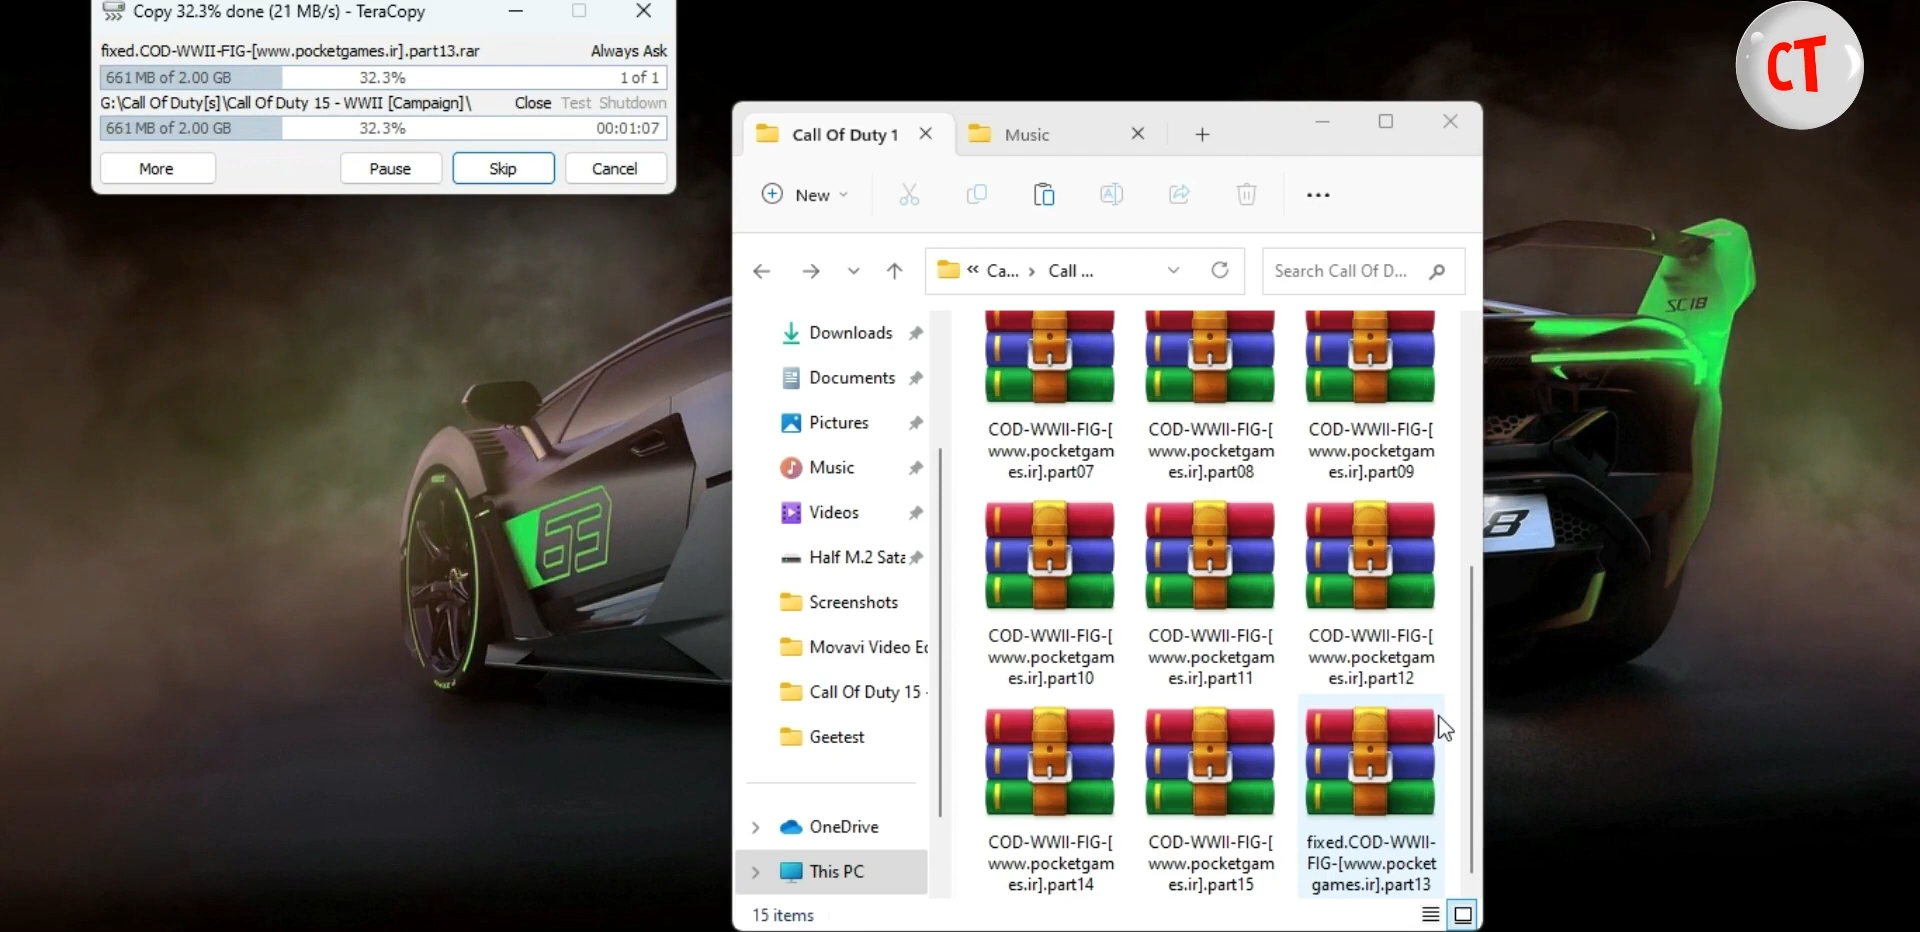 Copy 32.3% done (21 MB/s) - TeraCopy
fixed.COD-WWII-FIG-[www.pocketgames.ir].part13.rar Always Ask
661 MB of 2.00 GB 32.3% 1 of 1
G:\Call Of Duty[s]\Call Of Duty 15 - WWII [Campaign]\ Close Test Shutdown
661 MB of 2.00 GB 32.3% 00:01:07
More Pause Skip Cancel
CT
Call Of Duty 1 Music
New
« Ca... › Call ...
Search Call Of D...
Downloads
Documents
Pictures
Music
Videos
Half M.2 Sata
Screenshots
Movavi Video Ed
Call Of Duty 15 -
Geetest
OneDrive
This PC
COD-WWII-FIG-[
www.pocketgam
es.ir].part07
COD-WWII-FIG-[
www.pocketgam
es.ir].part08
COD-WWII-FIG-[
www.pocketgam
es.ir].part09
COD-WWII-FIG-[
www.pocketgam
es.ir].part10
COD-WWII-FIG-[
www.pocketgam
es.ir].part11
COD-WWII-FIG-[
www.pocketgam
es.ir].part12
COD-WWII-FIG-[
www.pocketgam
es.ir].part14
COD-WWII-FIG-[
www.pocketgam
es.ir].part15
fixed.COD-WWII-
FIG-[www.pocket
games.ir].part13
15 items
63
SC18
8